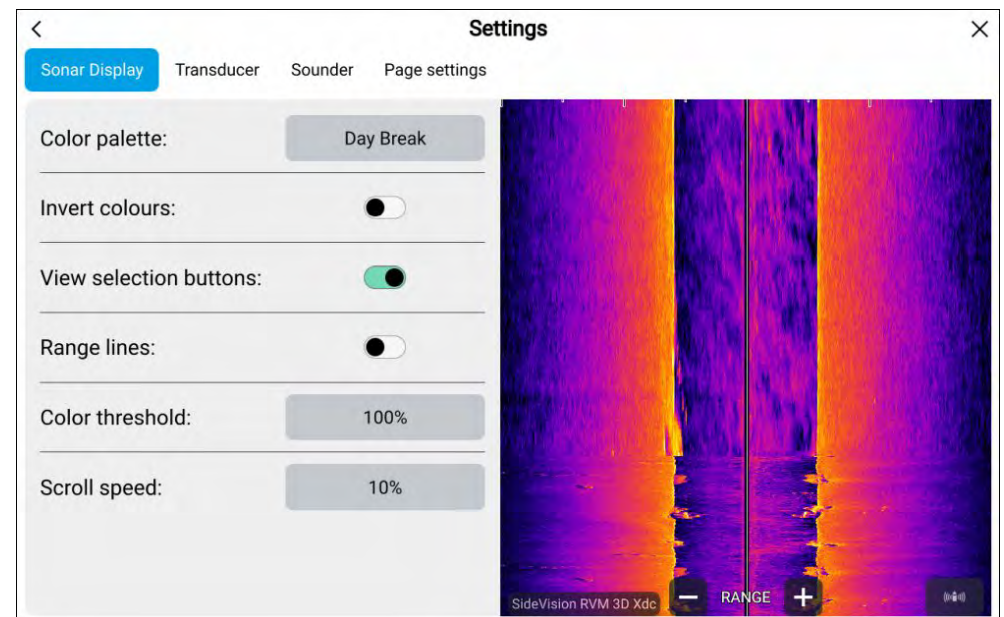 Settings
Sonar Display Transducer Sounder Page settings
Color palette: Day Break
Invert colours:
View selection buttons:
Range lines:
Color threshold: 100%
Scroll speed: 10%
SideVision RVM 3D Xdc RANGE